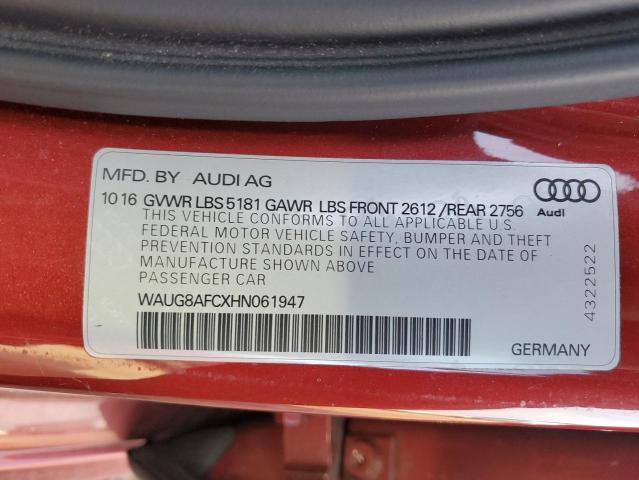 MFD. BY AUDI AG
10 16 GVWR LBS 5181 GAWR LBS FRONT 2612 /REAR 2756
THIS VEHICLE CONFORMS TO ALL APPLICABLE U.S.
FEDERAL MOTOR VEHICLE SAFETY, BUMPER AND THEFT
PREVENTION STANDARDS IN EFFECT ON THE DATE OF
MANUFACTURE SHOWN ABOVE
PASSENGER CAR
WAUG8AFCXHN061947
Audi
4322522
GERMANY